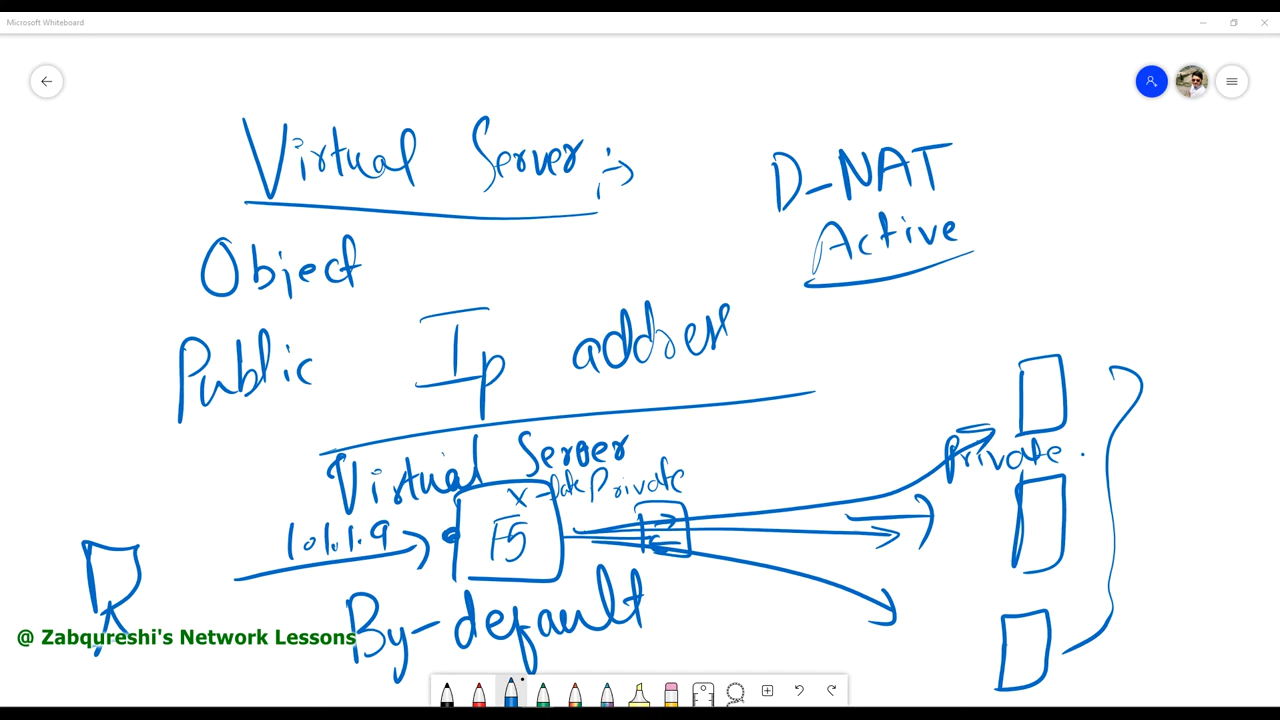 Microsoft Whiteboard
Virtual Server :→
D-NAT
Active
Object
Public Ip address
Virtual Server
Private
Private
10.1.1.9
F5
By-default
@ Zabqureshi's Network Lessons